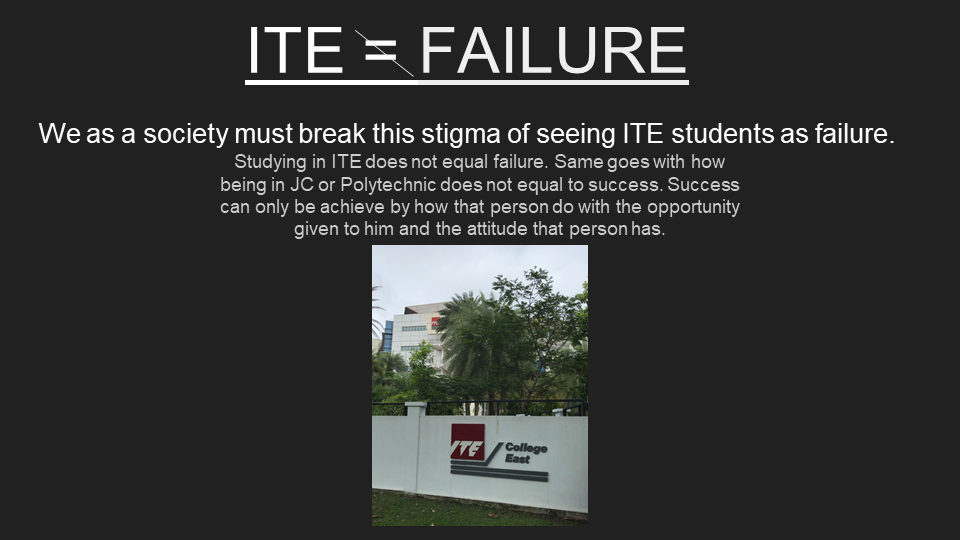 ITE = FAILURE
We as a society must break this stigma of seeing ITE students as failure.
Studying in ITE does not equal failure. Same goes with how
being in JC or Polytechnic does not equal to success. Success
can only be achieve by how that person do with the opportunity
given to him and the attitude that person has.
ITE
College
East